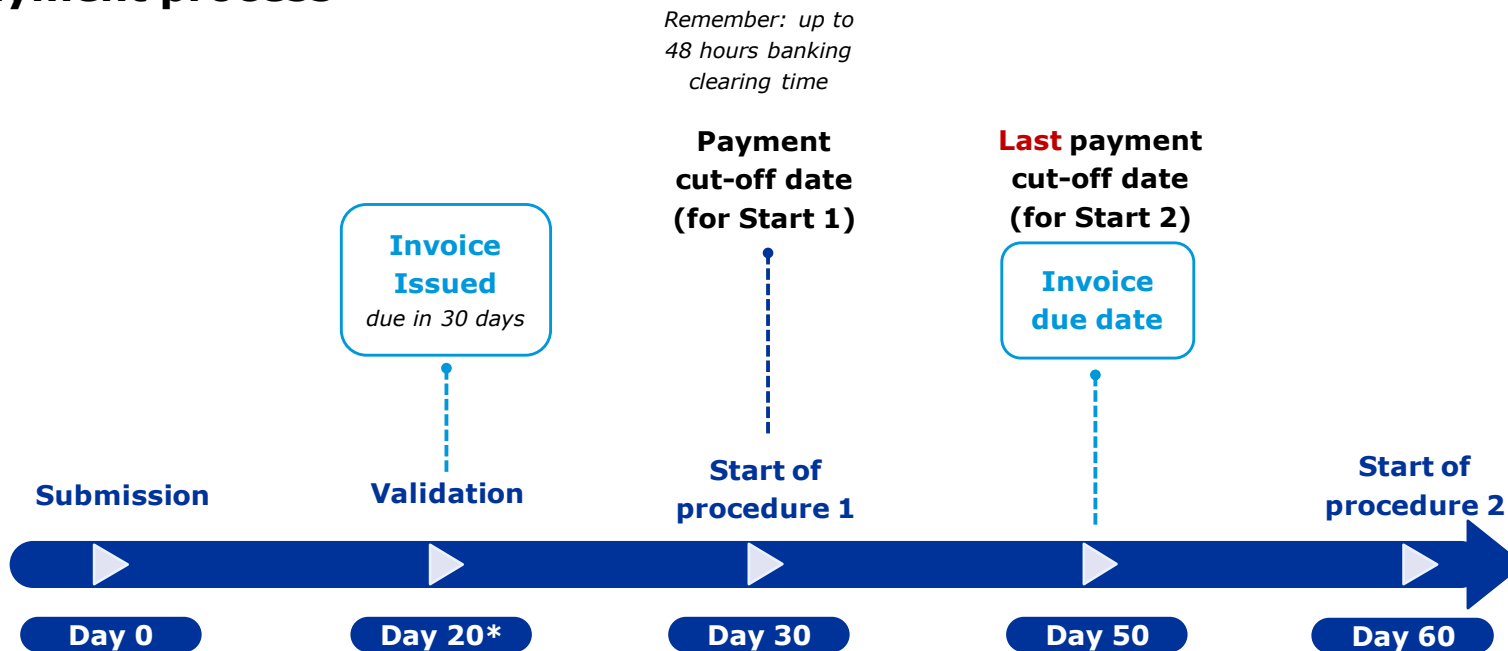 yment process
Remember: up to
48 hours banking
clearing time
Payment
cut-off date
(for Start 1)
Last payment
cut-off date
(for Start 2)
Invoice
Issued
due in 30 days
Invoice
due date
Submission
Validation
Start of
procedure 1
Start of
procedure 2
Day 0
Day 20*
Day 30
Day 50
Day 60